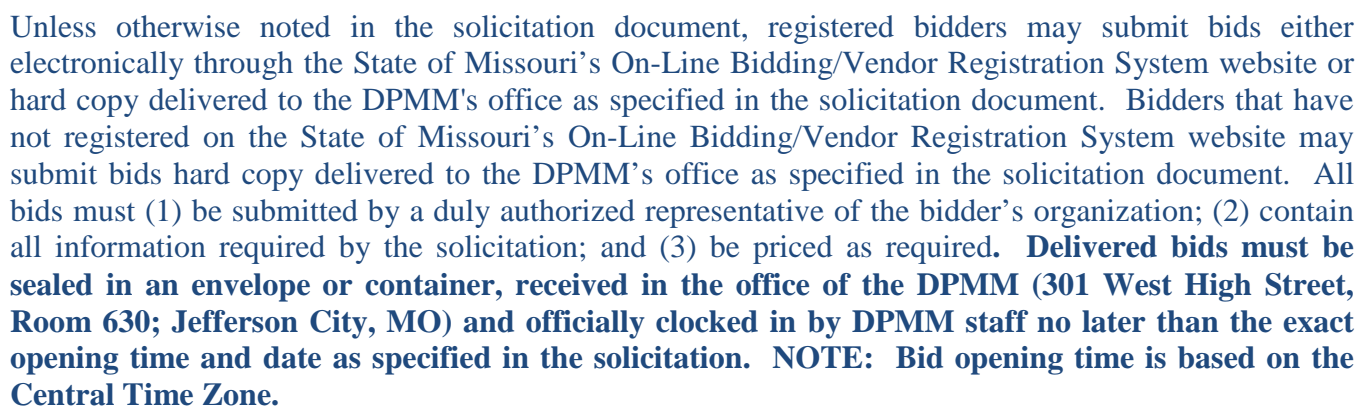 Unless otherwise noted in the solicitation document, registered bidders may submit bids either
electronically through the State of Missouri’s On-Line Bidding/Vendor Registration System website or
hard copy delivered to the DPMM's office as specified in the solicitation document.  Bidders that have
not registered on the State of Missouri’s On-Line Bidding/Vendor Registration System website may
submit bids hard copy delivered to the DPMM’s office as specified in the solicitation document.  All
bids must (1) be submitted by a duly authorized representative of the bidder’s organization; (2) contain
all information required by the solicitation; and (3) be priced as required.  Delivered bids must be
sealed in an envelope or container, received in the office of the DPMM (301 West High Street,
Room 630; Jefferson City, MO) and officially clocked in by DPMM staff no later than the exact
opening time and date as specified in the solicitation.  NOTE:  Bid opening time is based on the
Central Time Zone.